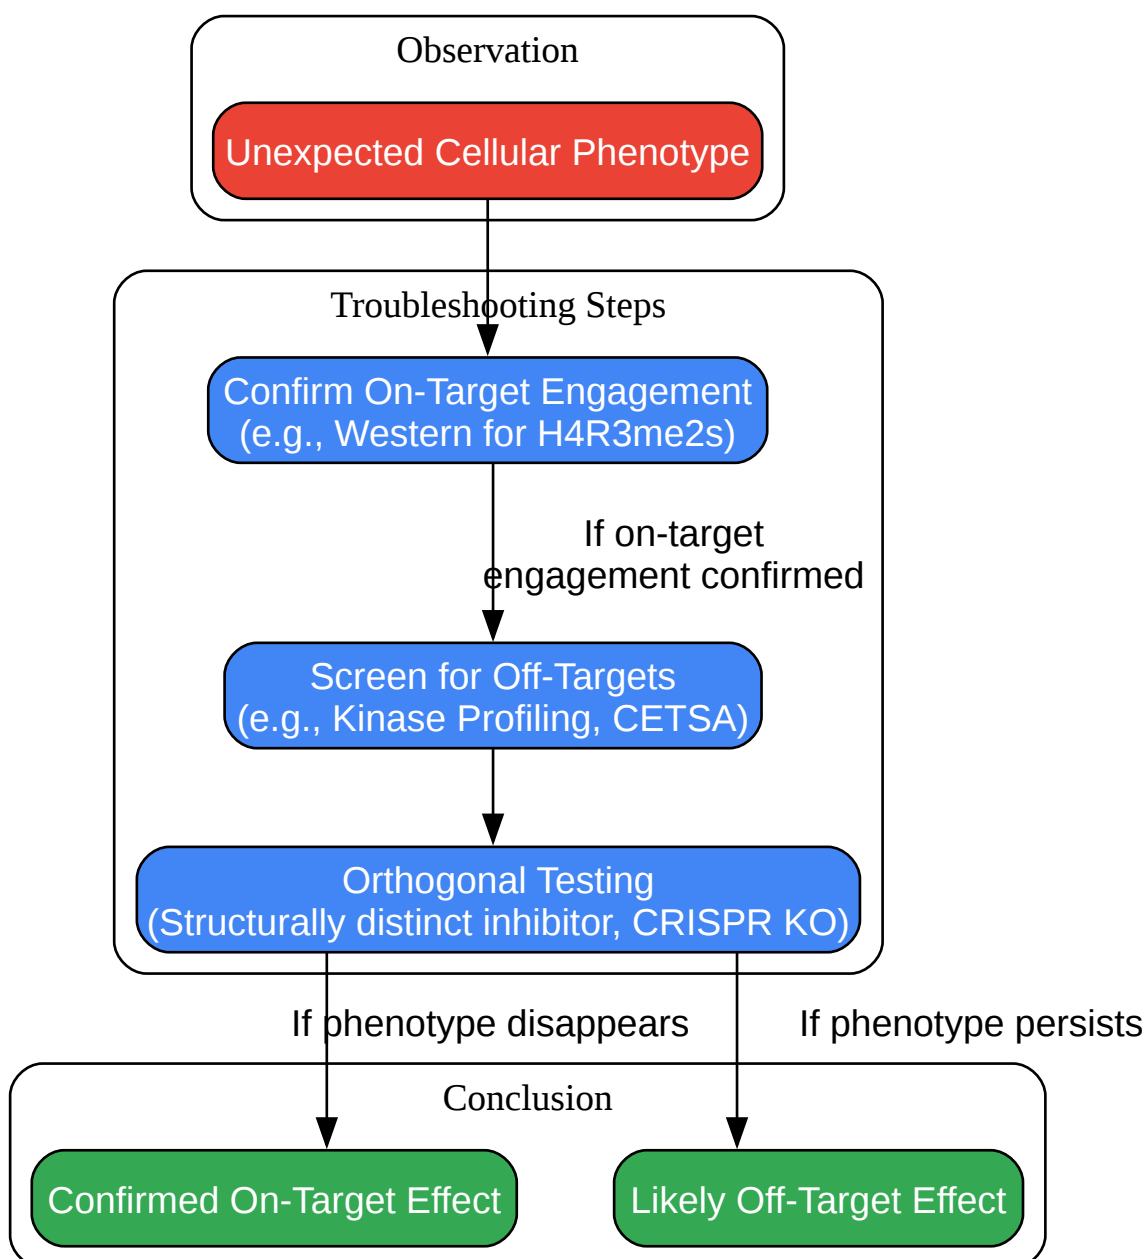 Observation
Unexpected Cellular Phenotype
Troubleshooting Steps
Confirm On-Target Engagement
(e.g., Western for H4R3me2s)
If on-target
engagement confirmed
Screen for Off-Targets
(e.g., Kinase Profiling, CETSA)
Orthogonal Testing
(Structurally distinct inhibitor, CRISPR KO)
If phenotype disappears
If phenotype persists
Conclusion
Confirmed On-Target Effect
Likely Off-Target Effect